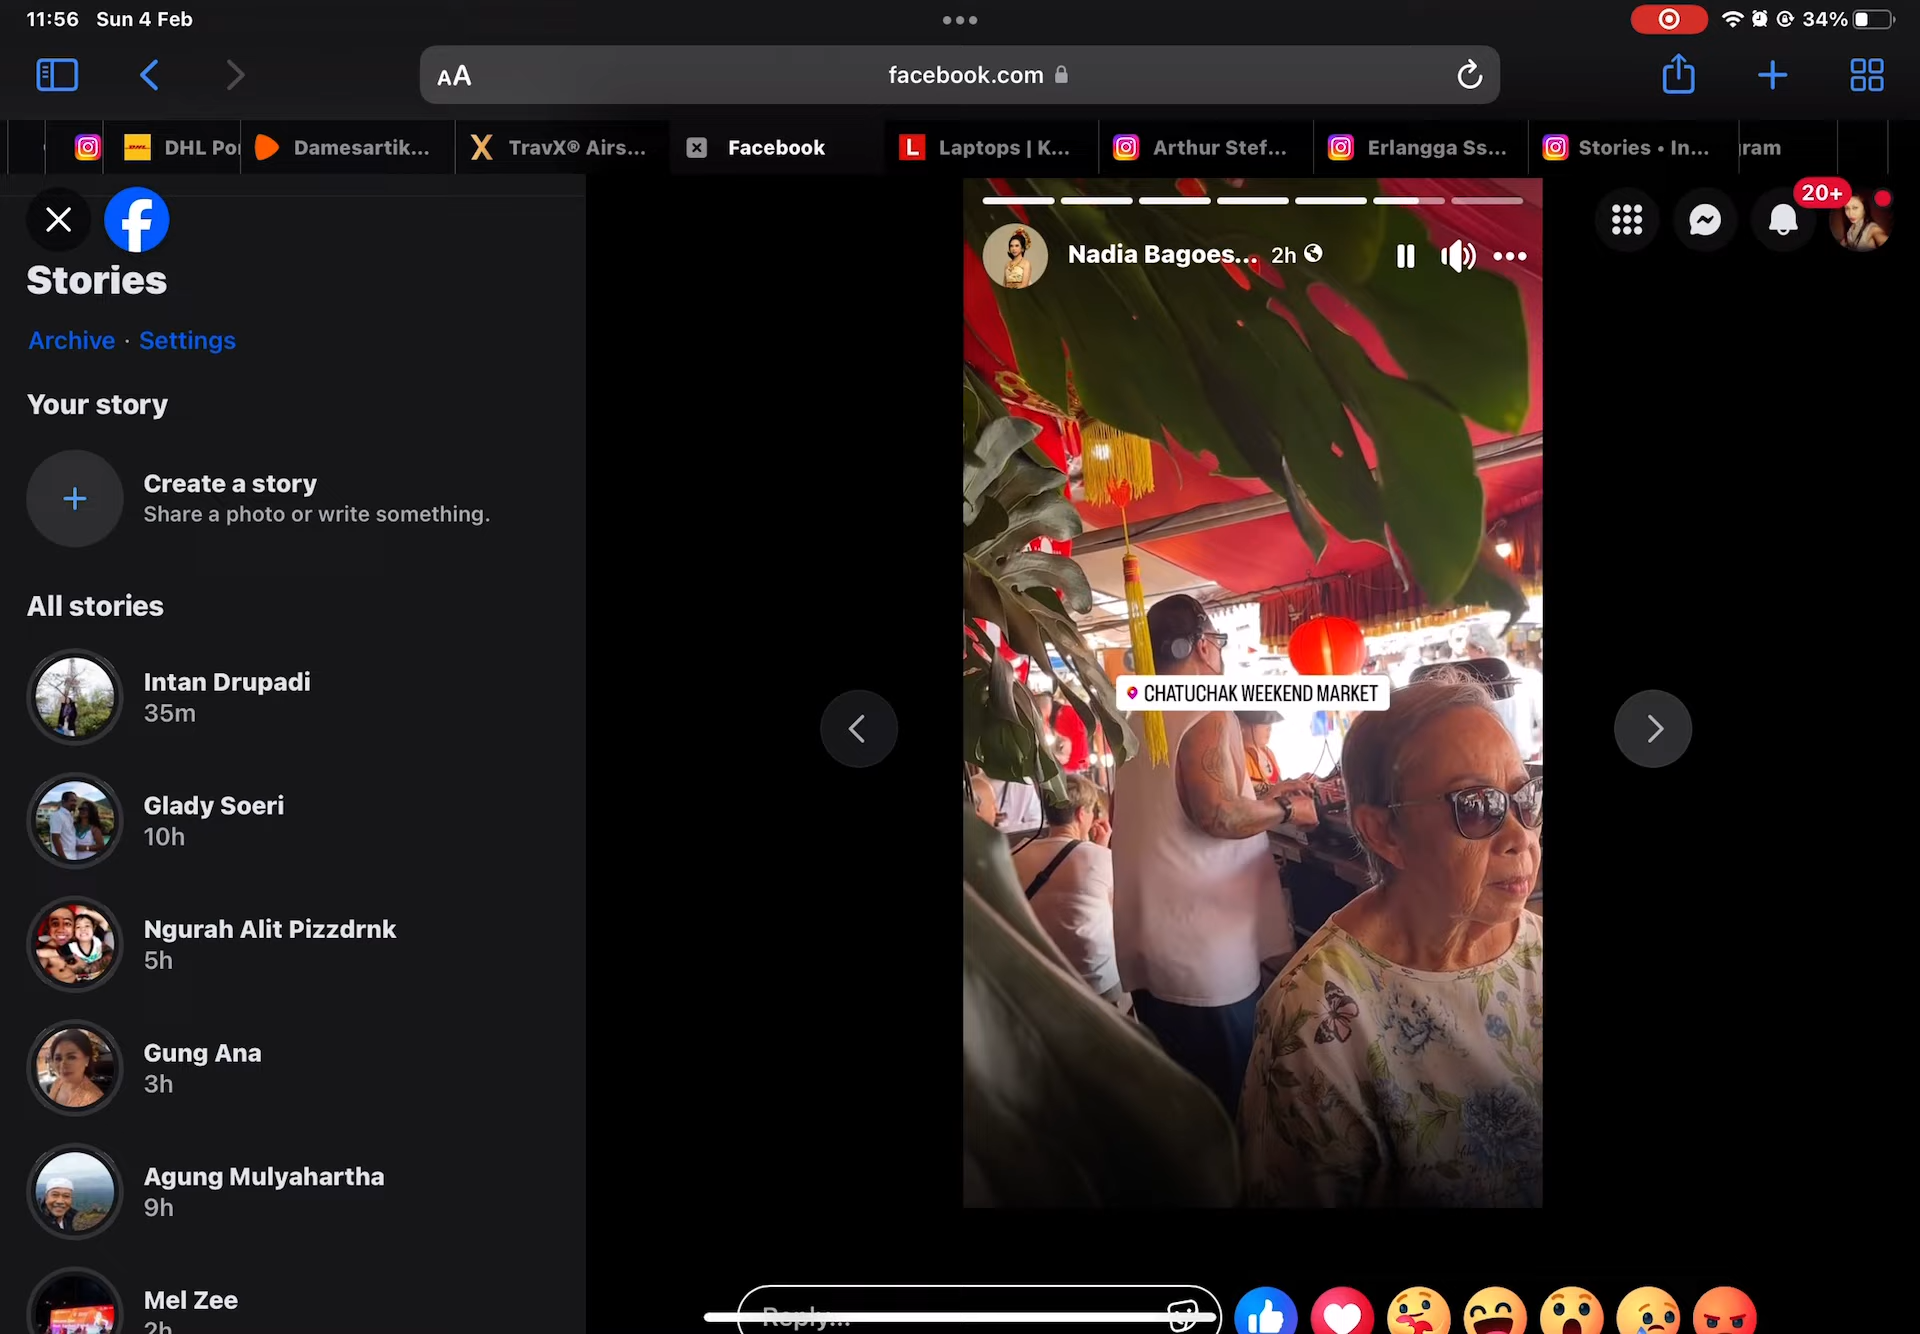 11:56 Sun 4 Feb
34%
AA
facebook.com
DHL Por
Damesartik...
TravX® Airs...
Facebook
L
Laptops | K...
Arthur Stef...
Erlangga Ss...
Stories • In...
ram
20+
Stories
Archive · Settings
Your story
Create a story
Share a photo or write something.
All stories
Intan Drupadi
35m
Glady Soeri
10h
Ngurah Alit Pizzdrnk
5h
Gung Ana
3h
Agung Mulyahartha
9h
Mel Zee
2h
Nadia Bagoes... 2h
CHATUCHAK WEEKEND MARKET
Reply...